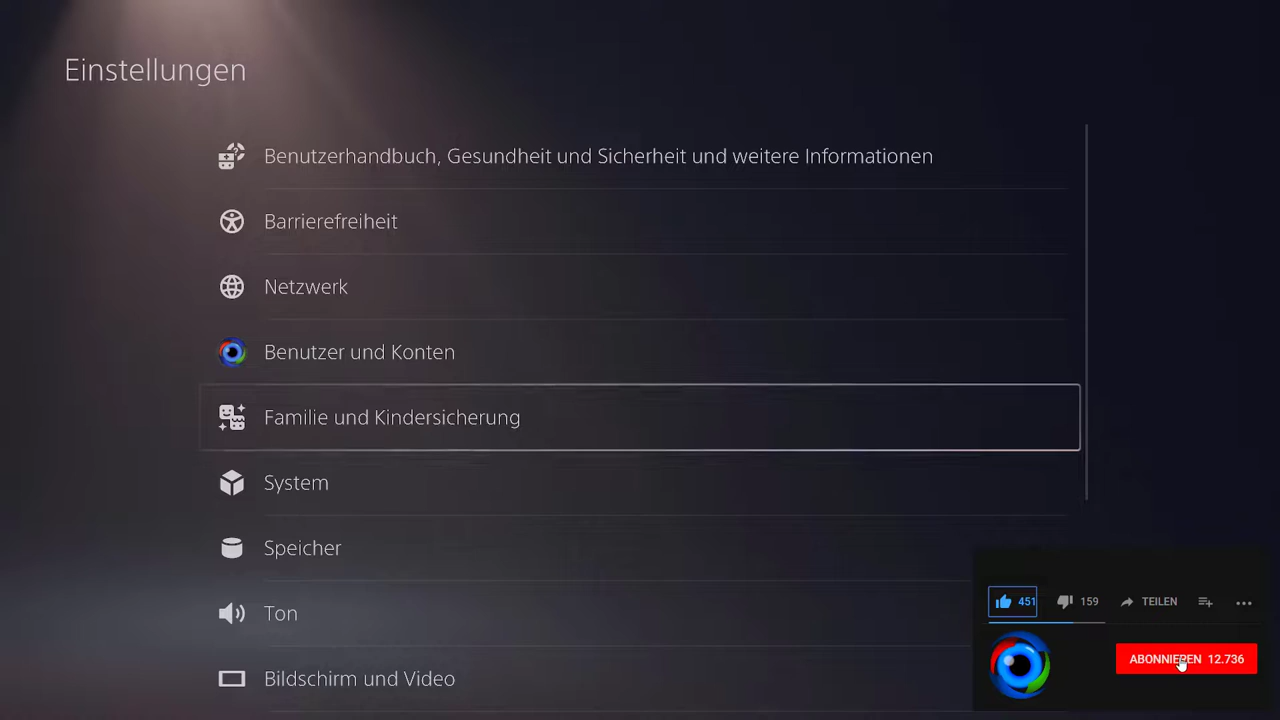 Einstellungen
Benutzerhandbuch, Gesundheit und Sicherheit und weitere Informationen
Barrierefreiheit
Netzwerk
Benutzer und Konten
Familie und Kindersicherung
System
Speicher
Ton
Bildschirm und Video
451 159 TEILEN
ABONNIEREN 12.736